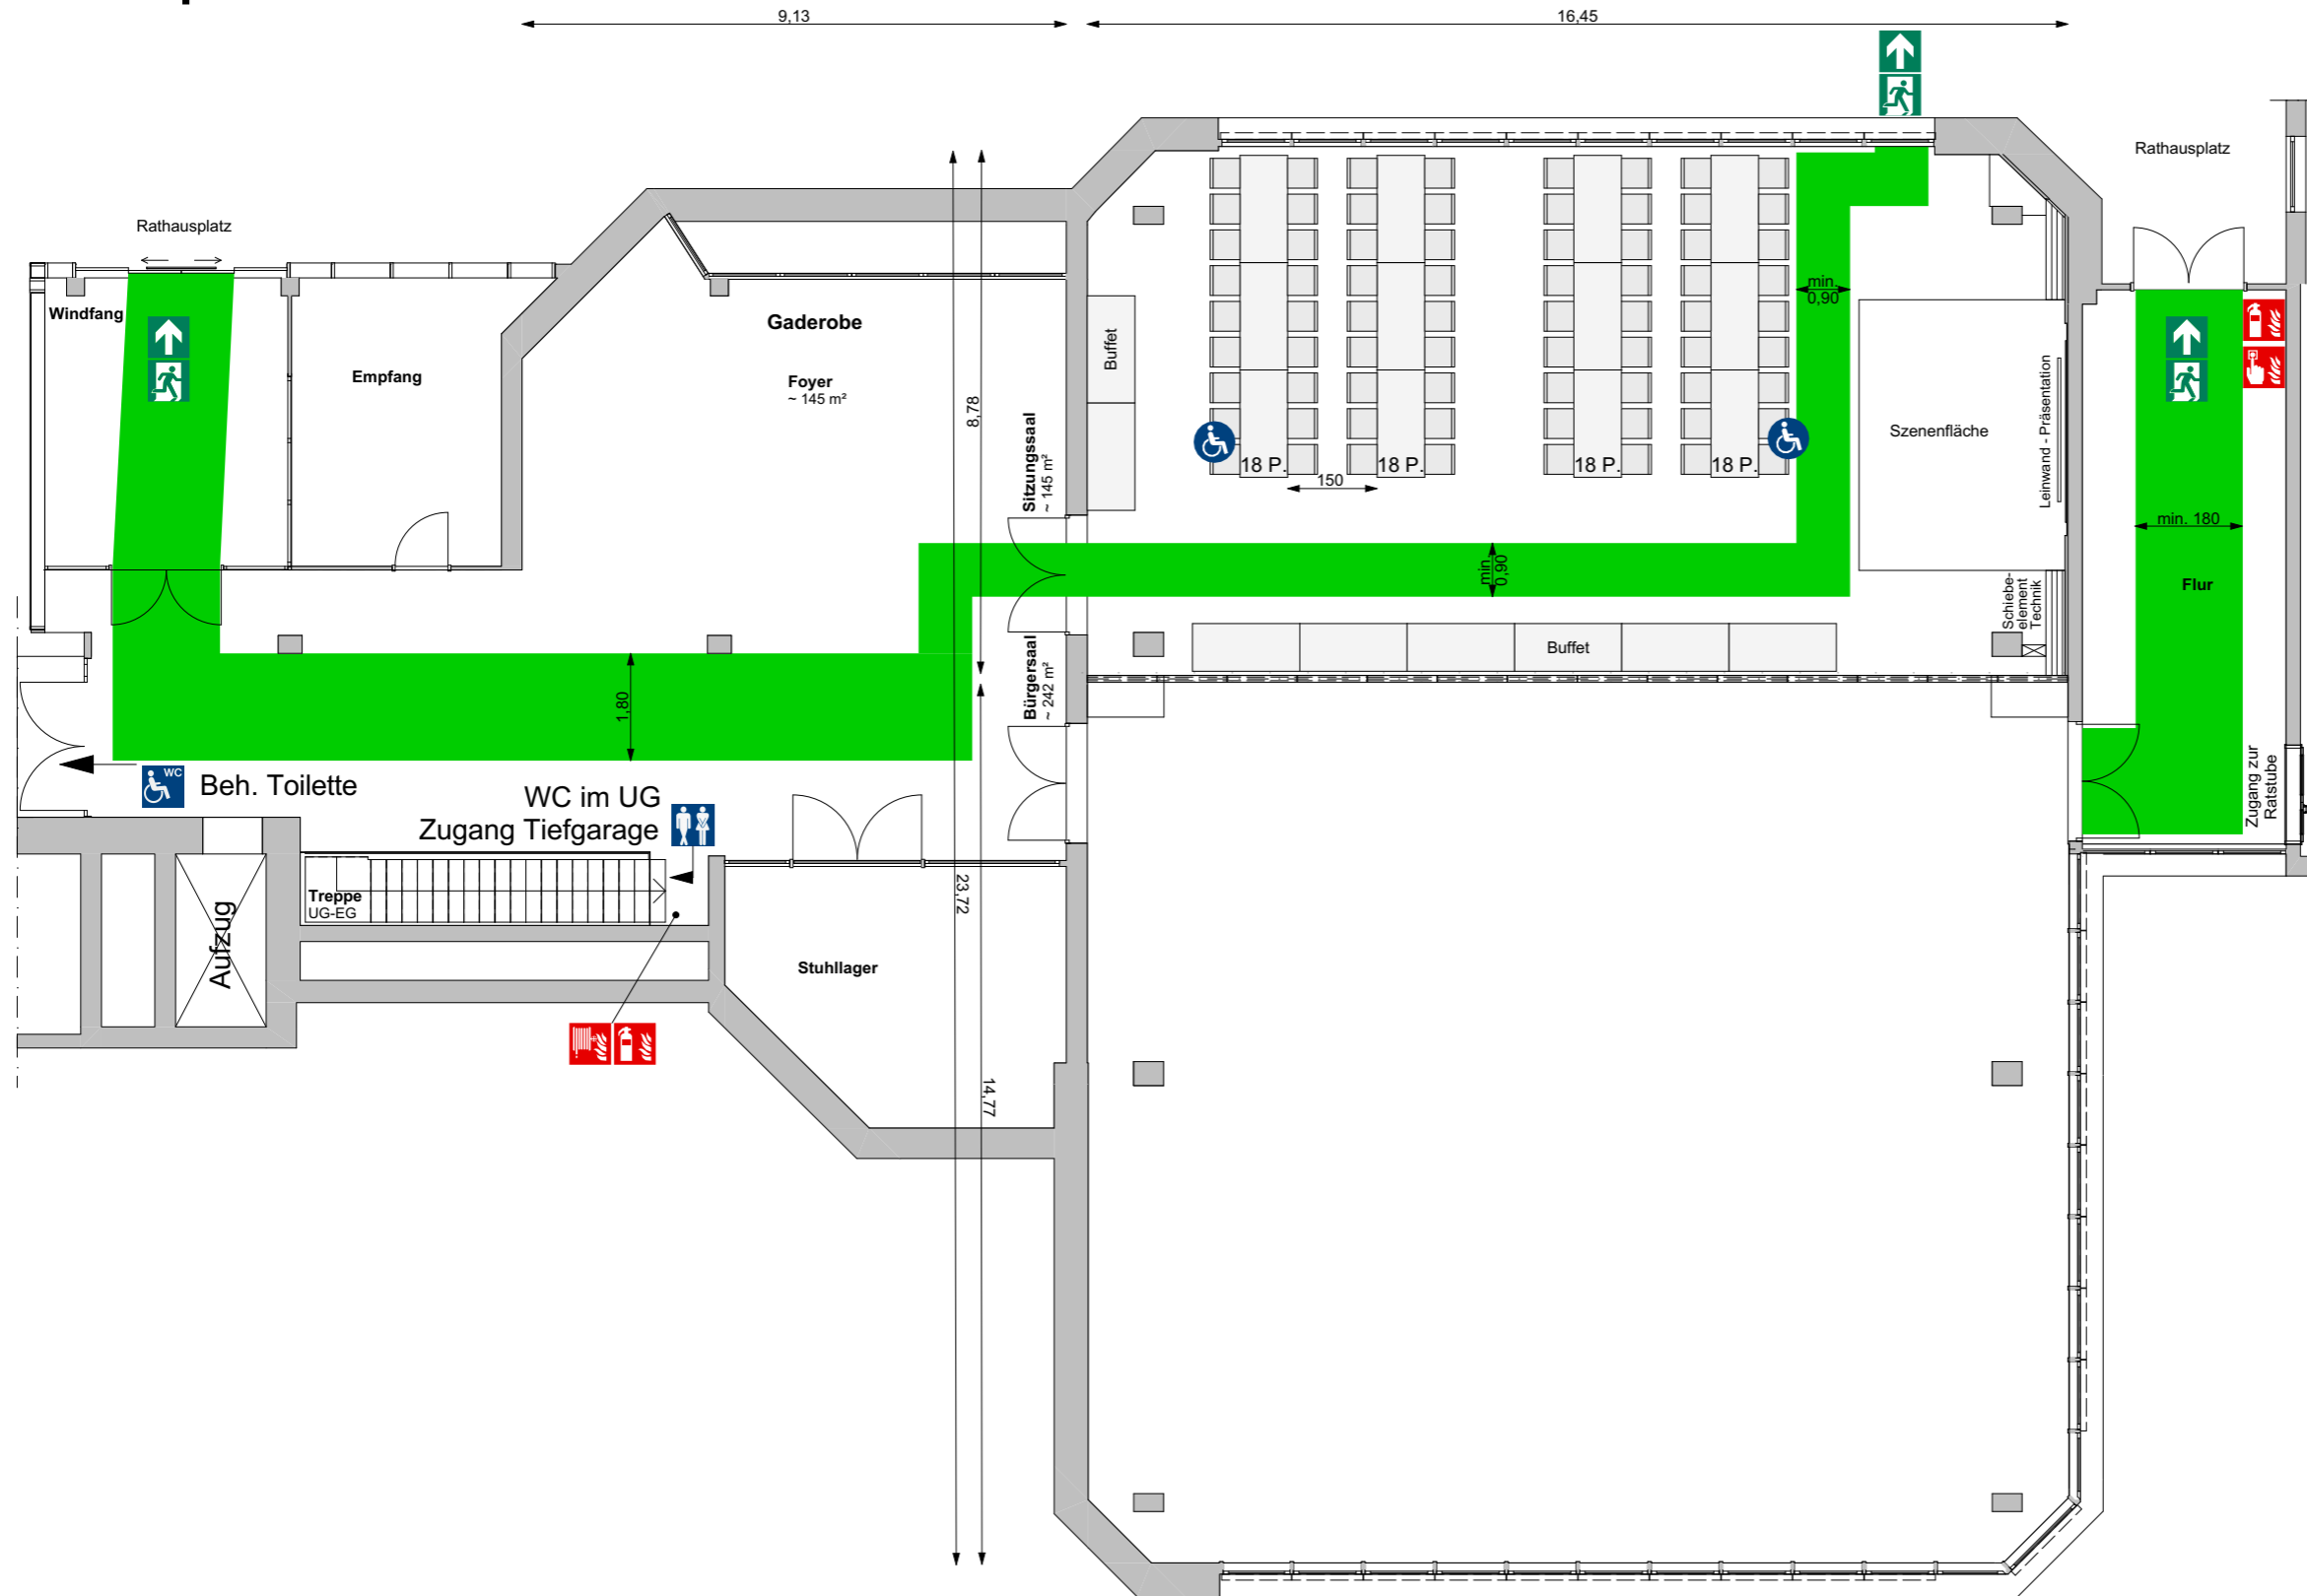 9,13
16,45
Rathausplatz
Rathausplatz
Windfang
Empfang
Gaderobe
Foyer
~ 145 m²
8,78
Sitzungssaal
~ 145 m²
Buffet
18 P.
18 P.
18 P.
18 P.
150
min.
0,90
Szenenfläche
Leinwand - Präsentation
min. 180
Flur
min.
0,90
Schiebe-
element
Technik
Buffet
Bürgersaal
~ 242 m²
1,80
WC
Beh. Toilette
WC im UG
Zugang Tiefgarage
Zugang zur
Ratstube
Treppe
UG-EG
Aufzug
23,72
Stuhllager
14,77